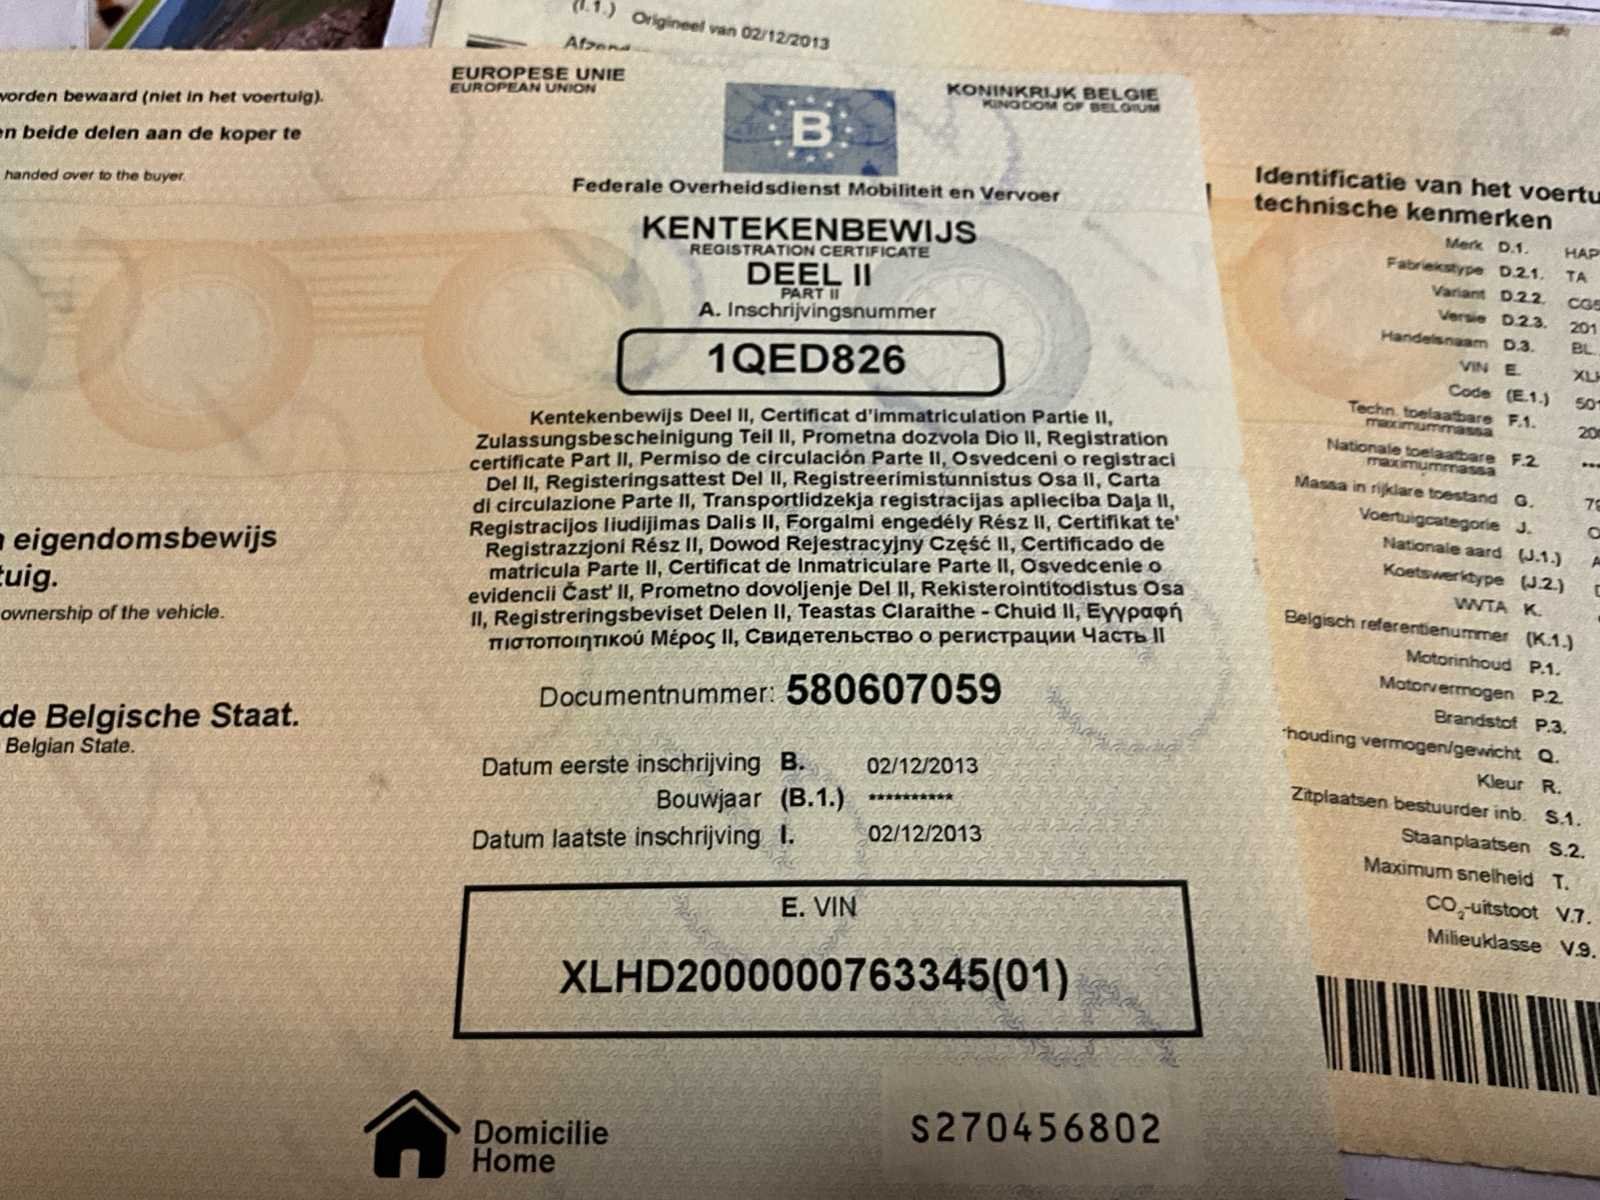 (I.1.) Origineel van 02/12/2013
worden bewaard (niet in het voertuig).
en beide delen aan de koper te
handed over to the buyer.
eigendomsbewijs
tuig.
ownership of the vehicle.
de Belgische Staat.
Belgian State.
EUROPESE UNIE
EUROPEAN UNION
B
KONINKRIJK BELGIE
KINGDOM OF BELGIUM
Federale Overheidsdienst Mobiliteit en Vervoer
KENTEKENBEWIJS
REGISTRATION CERTIFICATE
DEEL II
PART II
A. Inschrijvingsnummer
1QED826
Kentekenbewijs Deel II, Certificat d'immatriculation Partie II,
Zulassungsbescheinigung Teil II, Prometna dozvola Dio II, Registration
certificate Part II, Permiso de circulación Parte II, Osvedceni o registraci
Del II, Registeringsattest Del II, Registreerimistunnistus Osa II, Carta
di circulazione Parte II, Transportlidzekja registracijas aplieciba Daļa II,
Registracijos liudijimas Dalis II, Forgalmi engedély Rész II, Certifikat te'
Registrazzjoni Rész II, Dowod Rejestracyjny Część II, Certificado de
matricula Parte II, Certificat de Inmatriculare Parte II, Osvedcenie o
evidencii Čast' II, Prometno dovoljenje Del II, Rekisterointitodistus Osa
II, Registreringsbeviset Delen II, Teastas Claraithe - Chuid II, Εγγραφή
πιστοποιητικού Μέρος II, Свидетельство о регистрации Часть II
Documentnummer: 580607059
Datum eerste inschrijving B. 02/12/2013
Bouwjaar (B.1.) **********
Datum laatste inschrijving I. 02/12/2013
E. VIN
XLHD2000000763345(01)
Domicilie
Home
S270456802
Identificatie van het voertu
technische kenmerken
Merk D.1. HAP
Fabriekstype D.2.1. TA
Variant D.2.2. CG5
Versie D.2.3. 201
Handelsnaam D.3. BL
VIN E. XLH
Code (E.1.) 501
Techn. toelaatbare
maximummassa F.1. 200
Nationale toelaatbare
maximummassa F.2. ***
Massa in rijklare toestand G. 79
Voertuigcategorie J. O
Nationale aard (J.1.) A
Koetswerktype (J.2.)
WVTA K.
Belgisch referentienummer (K.1.)
Motorinhoud P.1.
Motorvermogen P.2.
Brandstof P.3.
houding vermogen/gewicht Q.
Kleur R.
Zitplaatsen bestuurder inb. S.1.
Staanplaatsen S.2.
Maximum snelheid T.
CO₂-uitstoot V.7.
Milieuklasse V.9.